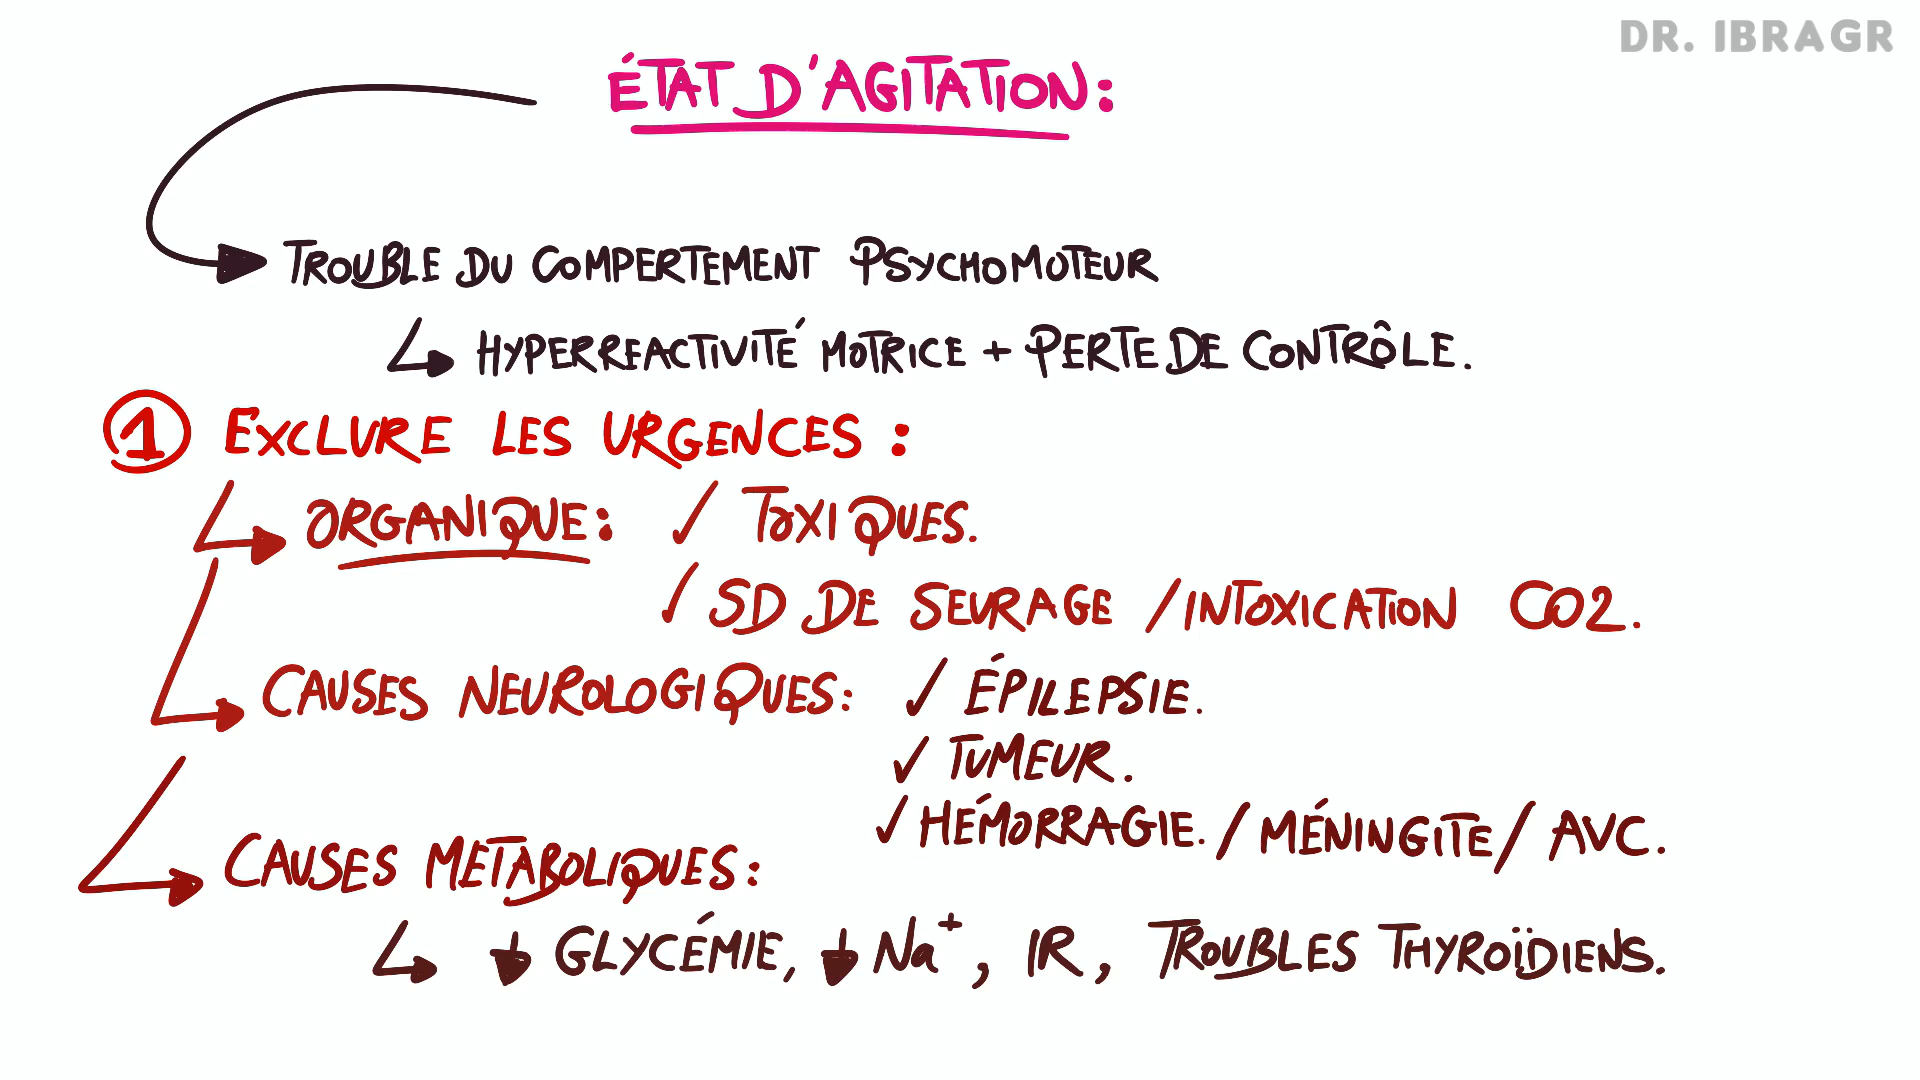 DR. IBRAGR
ÉTAT D'AGITATION:
TROUBLE DU COMPERTEMENT PSYCHOMOTEUR
HYPERREACTIVITÉ MOTRICE + PERTE DE CONTRÔLE.
1 EXCLURE LES URGENCES :
ORGANIQUE: ✓ TOXIQUES.
✓ SD DE SEVRAGE / INTOXICATION CO2.
CAUSES NEUROLOGIQUES: ✓ ÉPILEPSIE.
✓ TUMEUR.
✓ HÉMORRAGIE. / MÉNINGITE / AVC.
CAUSES METABOLIQUES:
↓ GLYCÉMIE, ↓ Na⁺, IR, TROUBLES THYROÏDIENS.